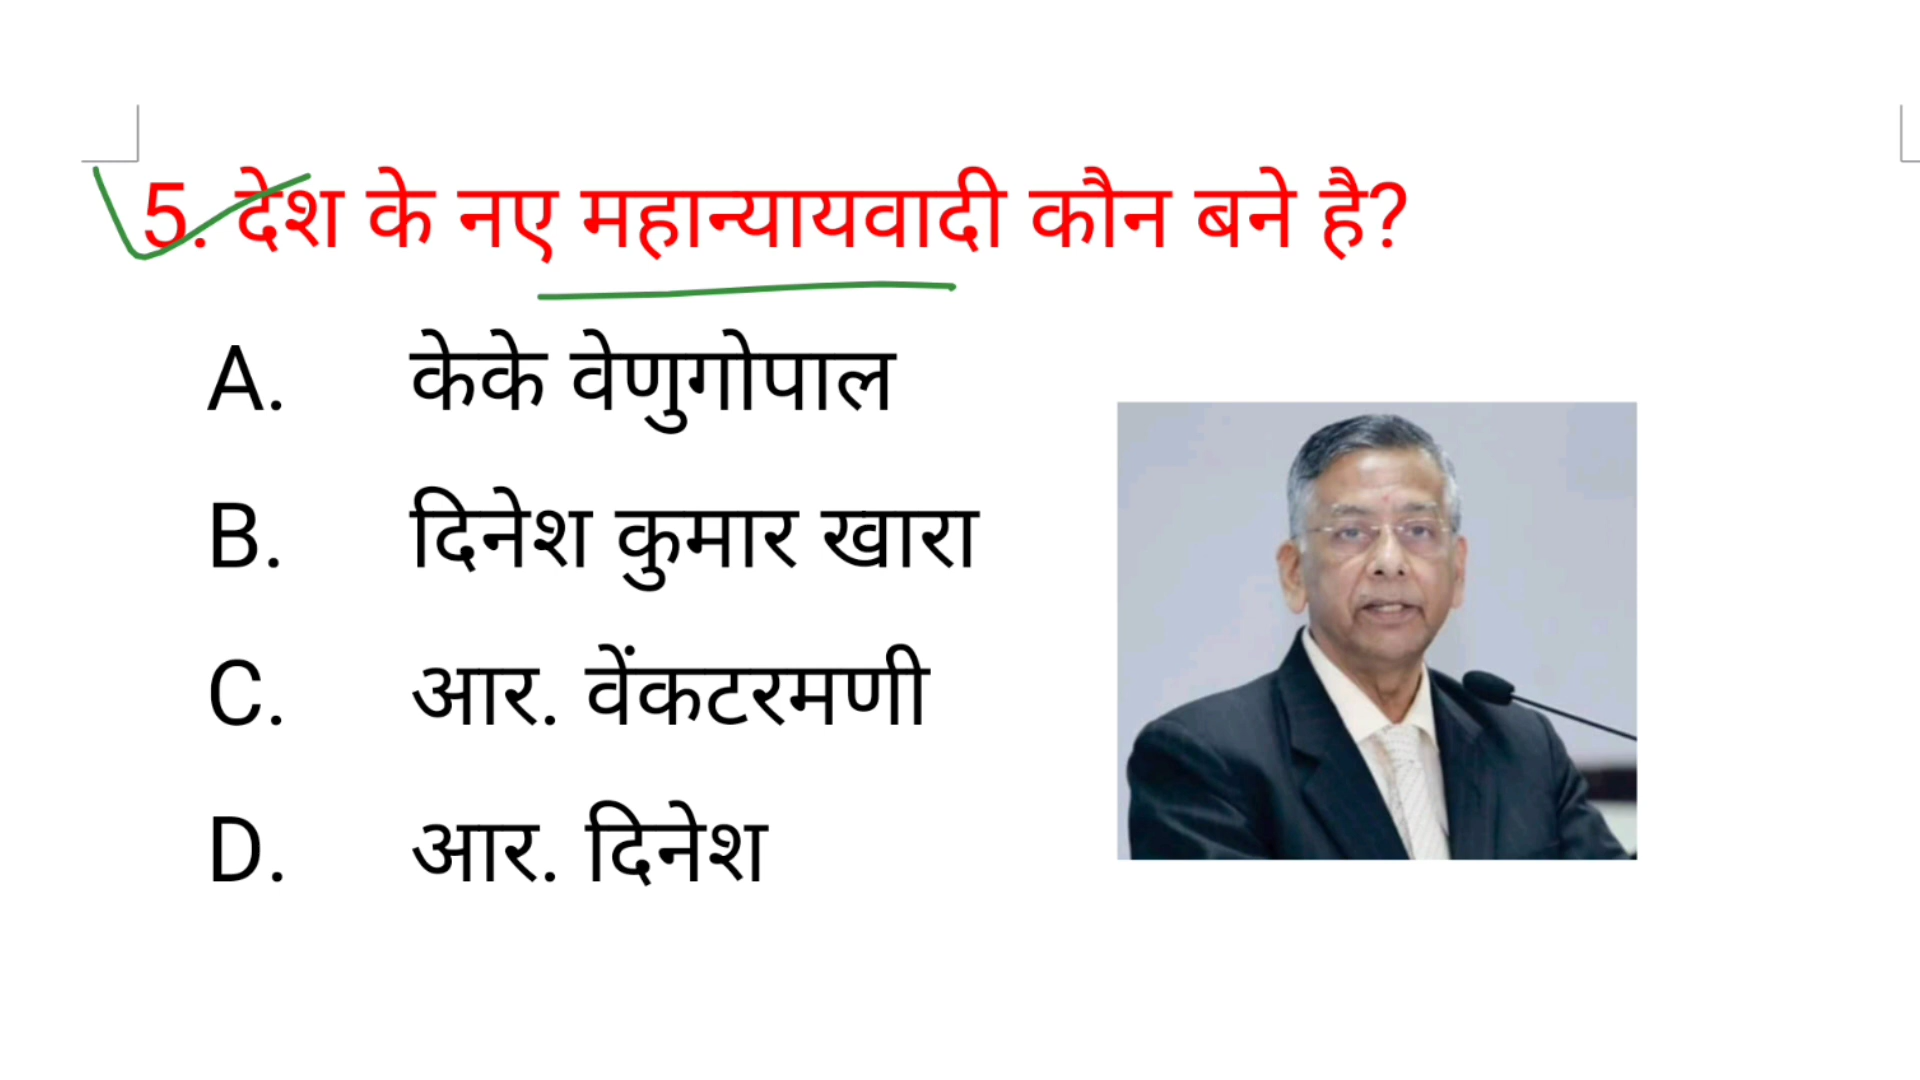 5. देश के नए महान्यायवादी कौन बने है?
A. केके वेणुगोपाल
B. दिनेश कुमार खारा
C. आर. वेंकटरमणी
D. आर. दिनेश